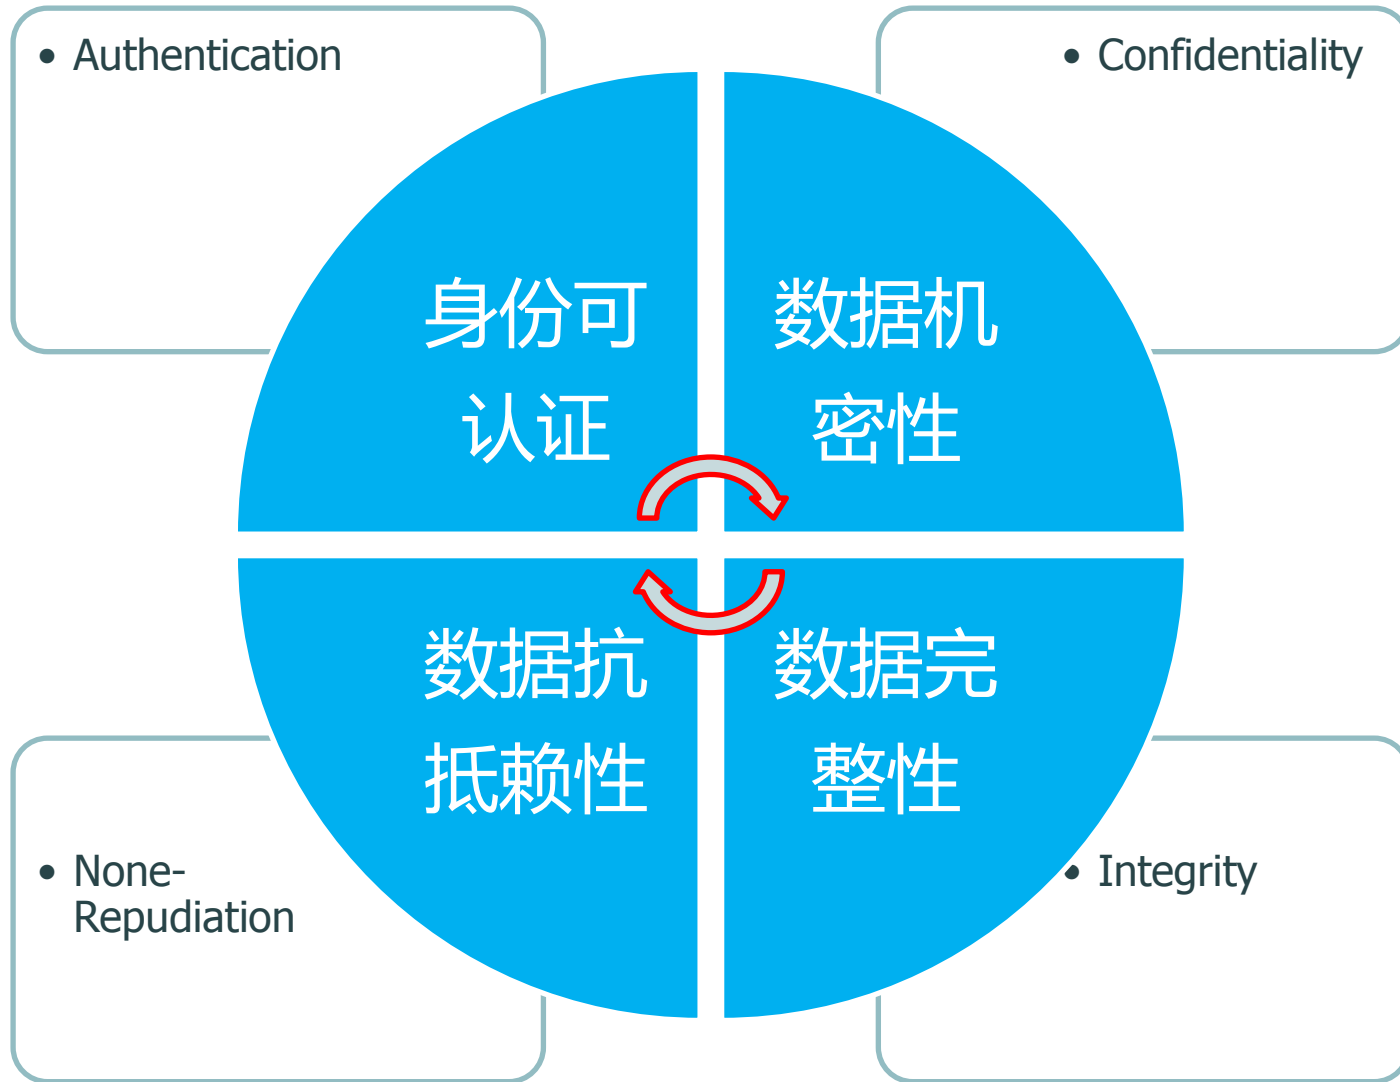 • Authentication
• Confidentiality
身份可
认证
数据机
密性
数据抗
抵赖性
数据完
整性
• None-
Repudiation
• Integrity